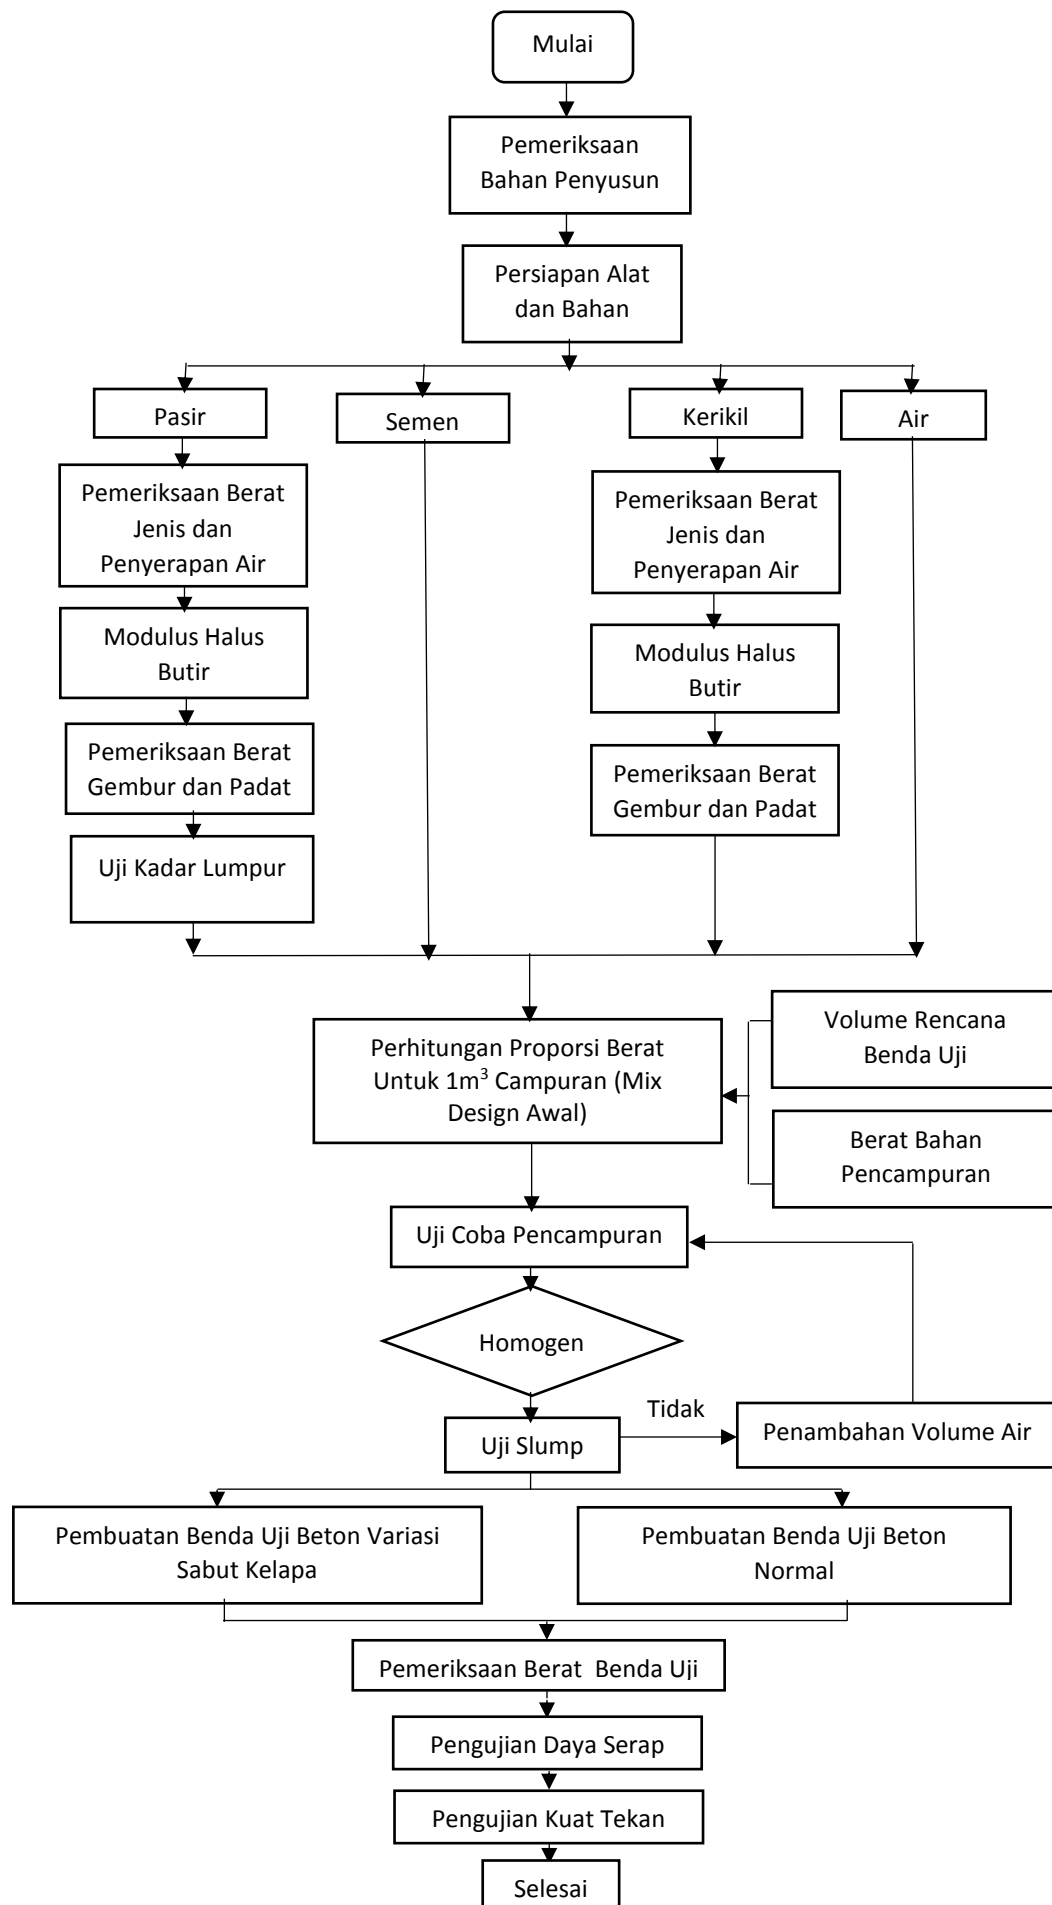 Mulai
Pemeriksaan
Bahan Penyusun
Persiapan Alat
dan Bahan
Pasir
Semen
Kerikil
Air
Pemeriksaan Berat
Jenis dan
Penyerapan Air
Pemeriksaan Berat
Jenis dan
Penyerapan Air
Modulus Halus
Butir
Modulus Halus
Butir
Pemeriksaan Berat
Gembur dan Padat
Pemeriksaan Berat
Gembur dan Padat
Uji Kadar Lumpur
Volume Rencana
Benda Uji
Perhitungan Proporsi Berat
Untuk 1m³ Campuran (Mix
Design Awal)
Berat Bahan
Pencampuran
Uji Coba Pencampuran
Homogen
Tidak
Uji Slump
Penambahan Volume Air
Pembuatan Benda Uji Beton Variasi
Sabut Kelapa
Pembuatan Benda Uji Beton
Normal
Pemeriksaan Berat  Benda Uji
Pengujian Daya Serap
Pengujian Kuat Tekan
Selesai